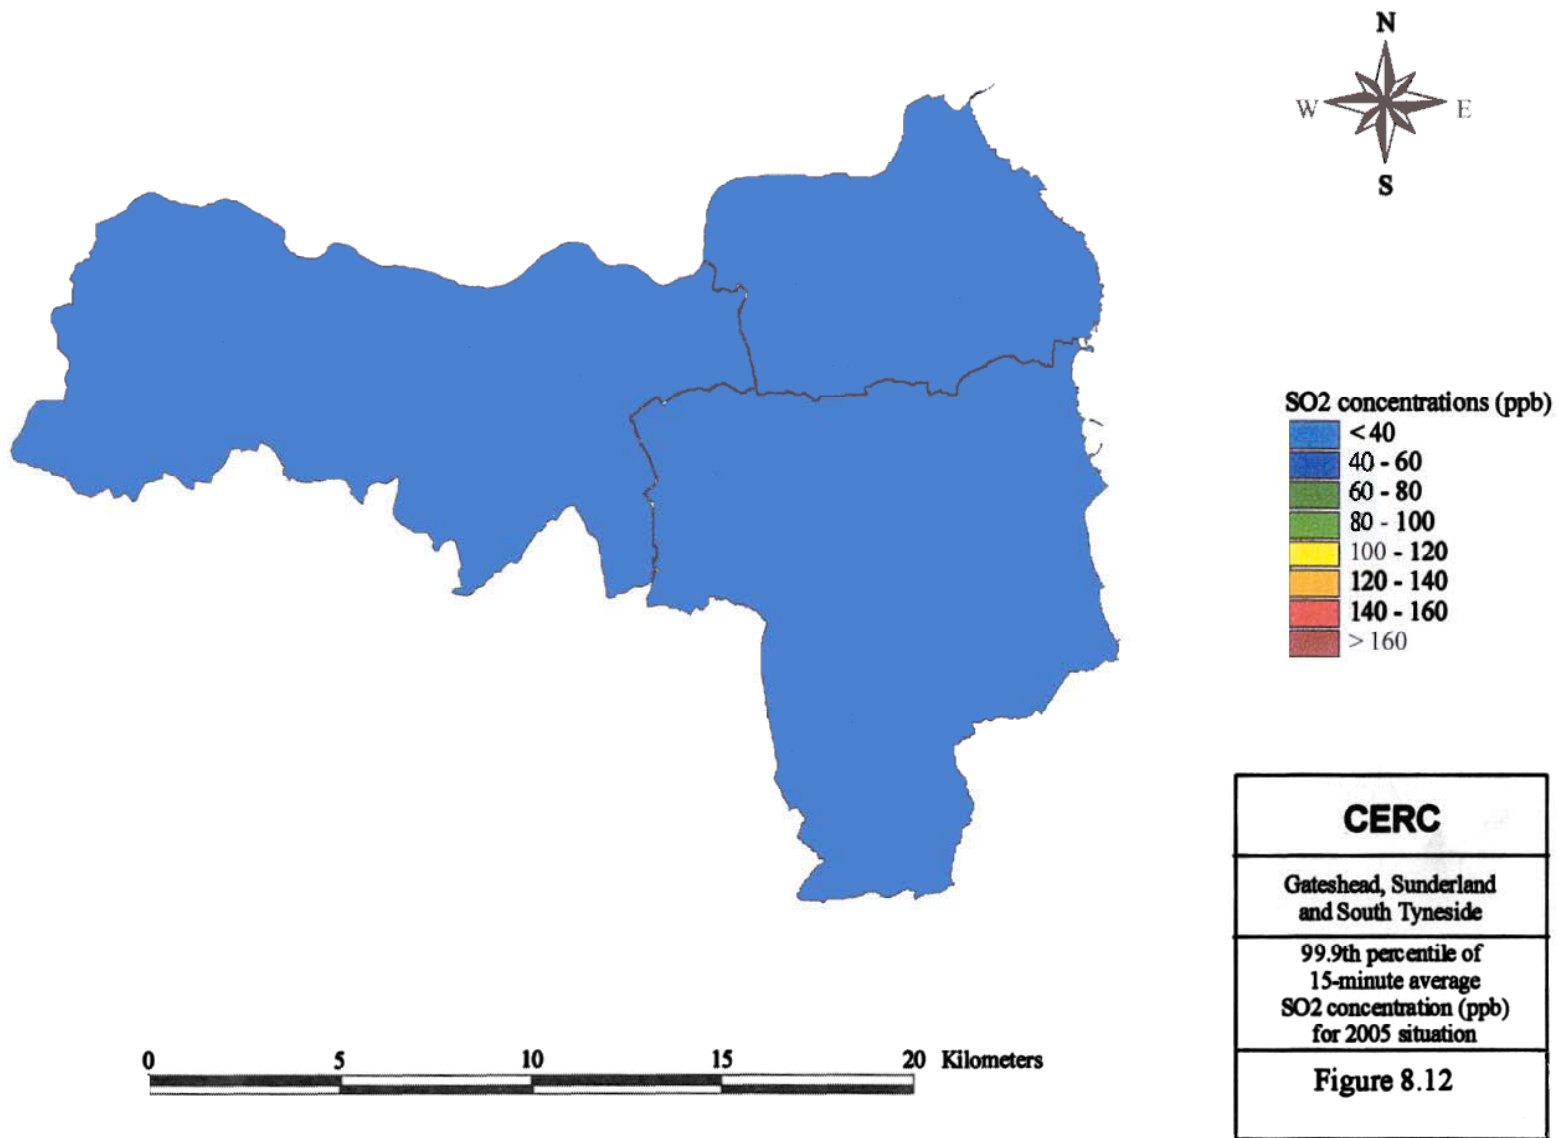 N
W
E
S
SO2 concentrations (ppb)
< 40
40 - 60
60 - 80
80 - 100
100 - 120
120 - 140
140 - 160
> 160
CERC
Gateshead, Sunderland
and South Tyneside
99.9th percentile of
15-minute average
SO2 concentration (ppb)
for 2005 situation
Figure 8.12
0 5 10 15 20 Kilometers